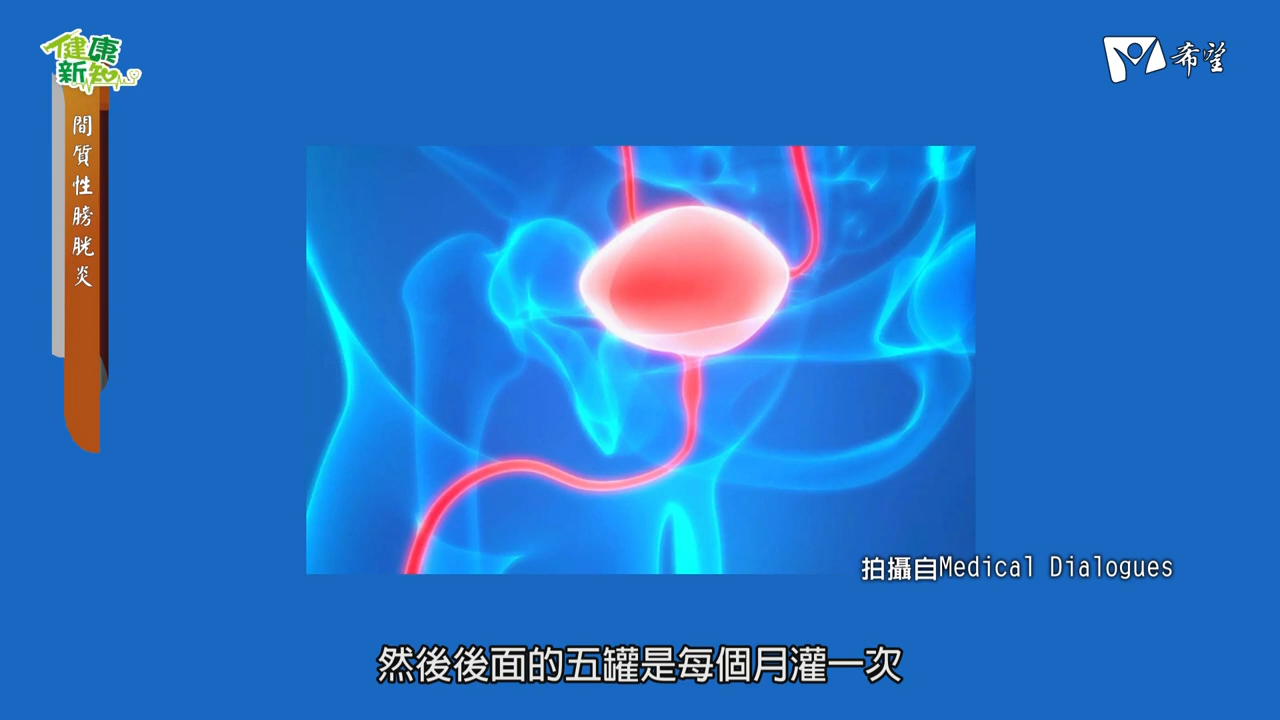 健康
新知
希望
間質性膀胱炎
拍攝自Medical Dialogues
然後後面的五罐是每個月灌一次